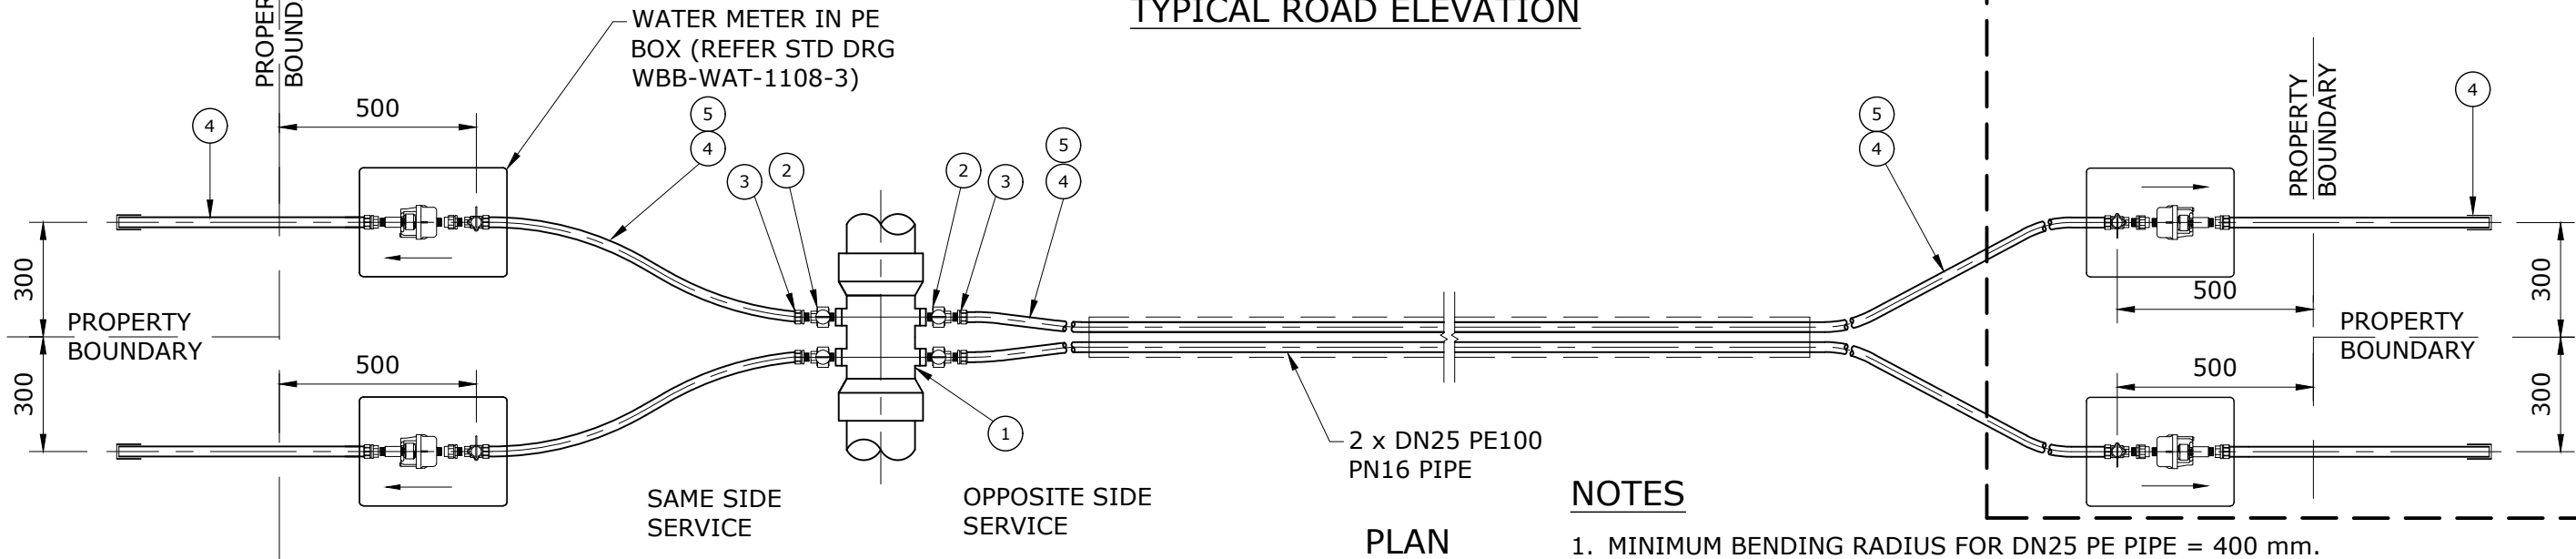 TYPICAL ROAD ELEVATION
WATER METER IN PE
BOX (REFER STD DRG
WBB-WAT-1108-3)
PROPERTY
BOUNDARY
4
500
5
4
3
2
2
3
5
4
5
4
4
300
300
PROPERTY
BOUNDARY
500
500
500
300
300
PROPERTY
BOUNDARY
1
2 x DN25 PE100
PN16 PIPE
SAME SIDE
SERVICE
OPPOSITE SIDE
SERVICE
PLAN
NOTES
1. MINIMUM BENDING RADIUS FOR DN25 PE PIPE = 400 mm.